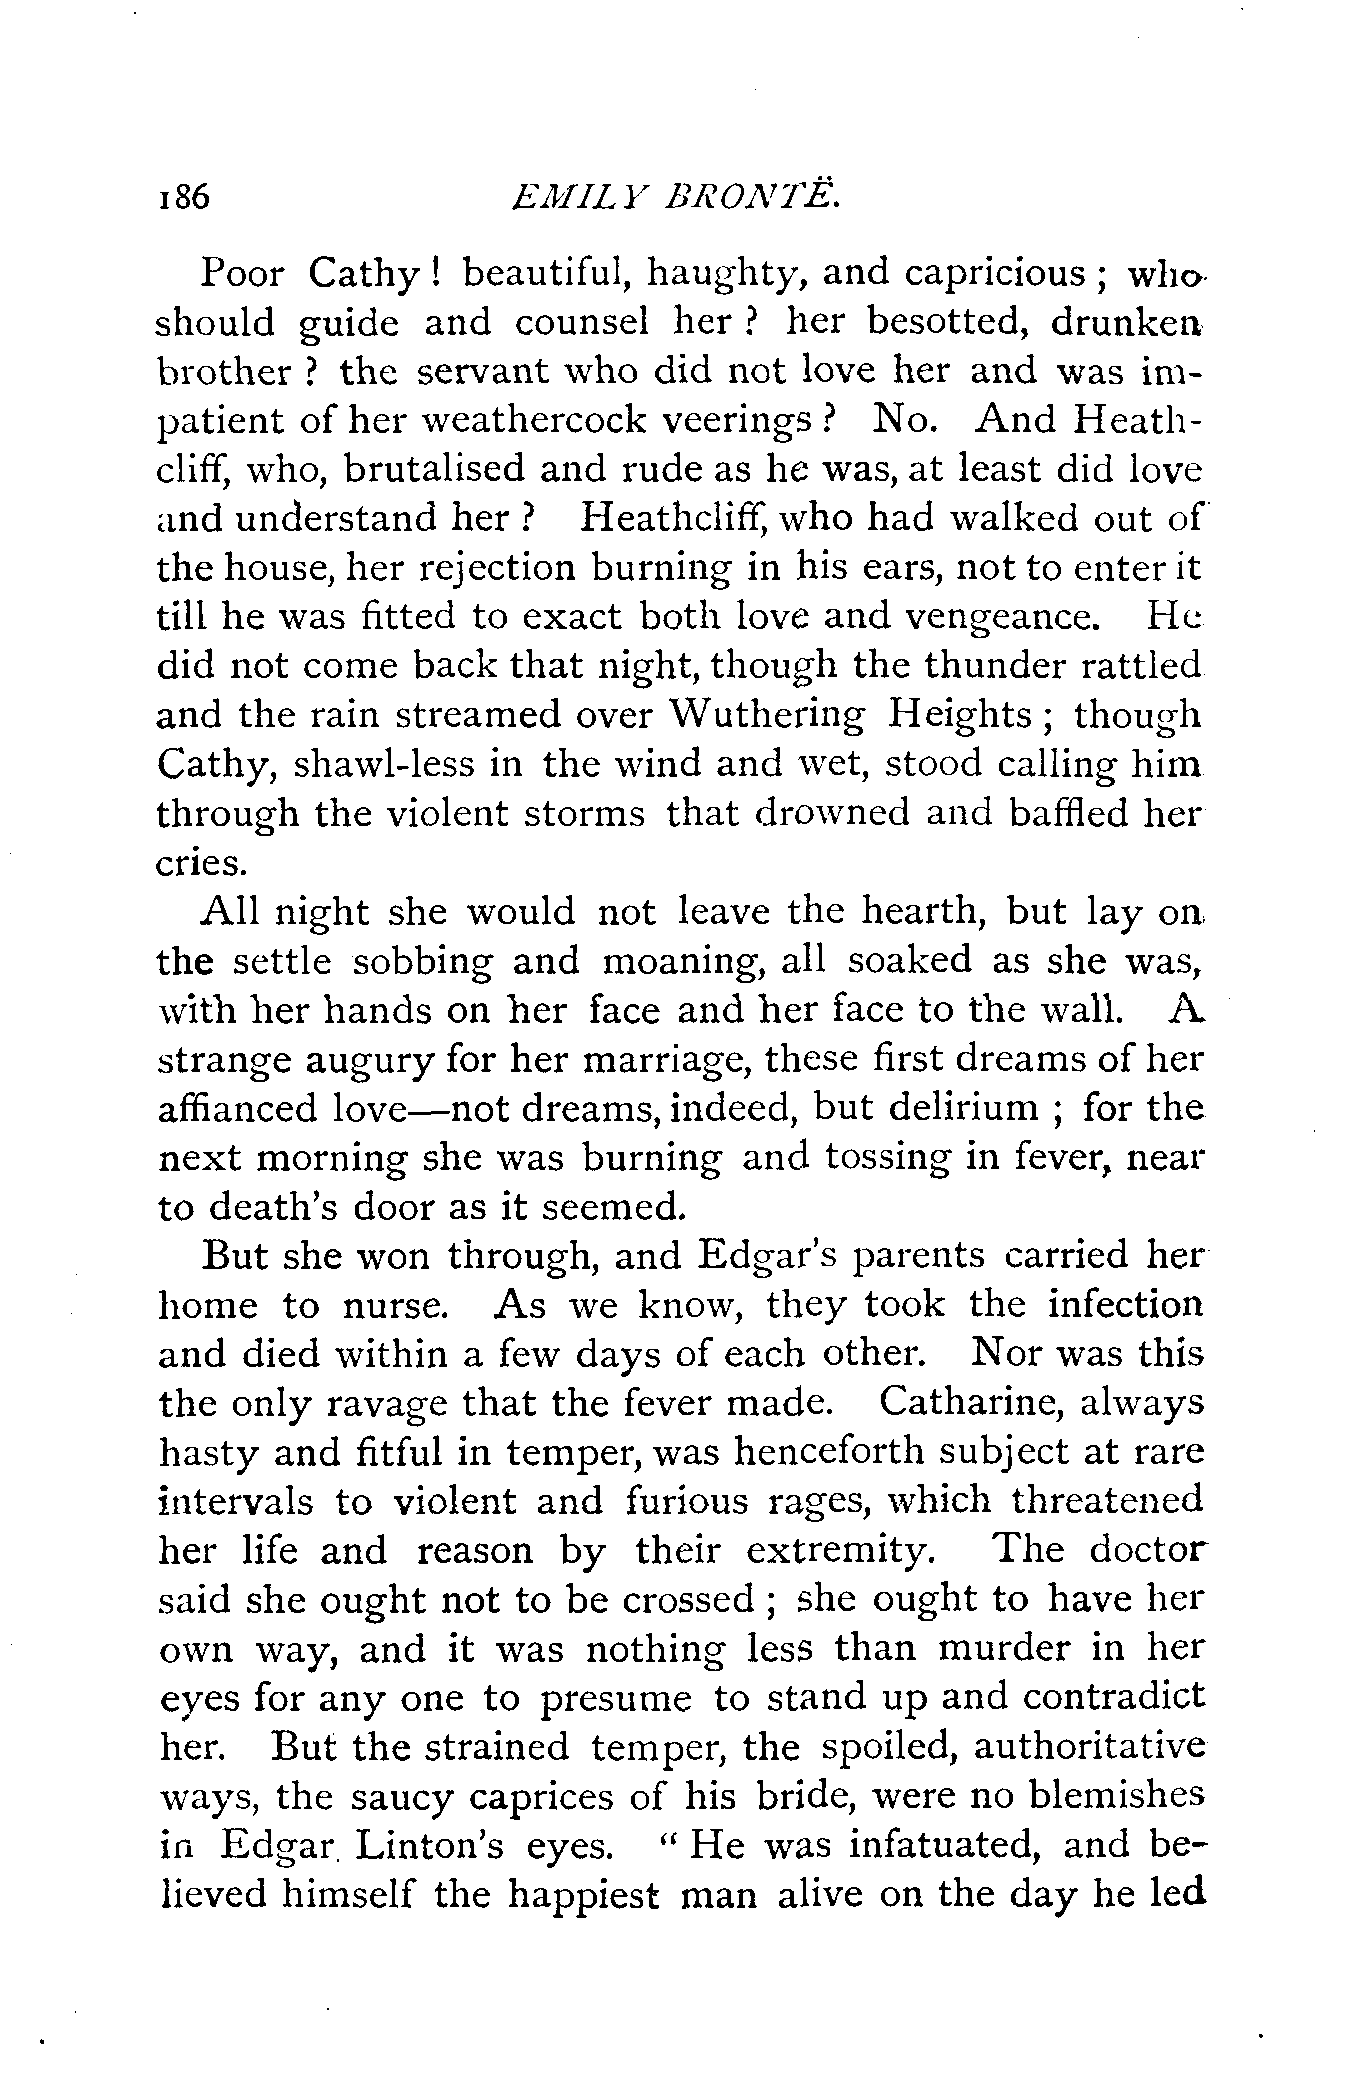 186 EMILY BRONTË.
Poor Cathy ! beautiful, haughty, and capricious ; who
should guide and counsel her ? her besotted, drunken
brother ? the servant who did not love her and was im-
patient of her weathercock veerings ? No. And Heath-
cliff, who, brutalised and rude as he was, at least did love
and understand her ? Heathcliff, who had walked out of
the house, her rejection burning in his ears, not to enter it
till he was fitted to exact both love and vengeance. He
did not come back that night, though the thunder rattled
and the rain streamed over Wuthering Heights ; though
Cathy, shawl-less in the wind and wet, stood calling him
through the violent storms that drowned and baffled her
cries.
All night she would not leave the hearth, but lay on
the settle sobbing and moaning, all soaked as she was,
with her hands on her face and her face to the wall. A
strange augury for her marriage, these first dreams of her
affianced love—not dreams, indeed, but delirium ; for the
next morning she was burning and tossing in fever, near
to death's door as it seemed.
But she won through, and Edgar's parents carried her
home to nurse. As we know, they took the infection
and died within a few days of each other. Nor was this
the only ravage that the fever made. Catharine, always
hasty and fitful in temper, was henceforth subject at rare
intervals to violent and furious rages, which threatened
her life and reason by their extremity. The doctor
said she ought not to be crossed ; she ought to have her
own way, and it was nothing less than murder in her
eyes for any one to presume to stand up and contradict
her. But the strained temper, the spoiled, authoritative
ways, the saucy caprices of his bride, were no blemishes
in Edgar Linton's eyes. " He was infatuated, and be-
lieved himself the happiest man alive on the day he led